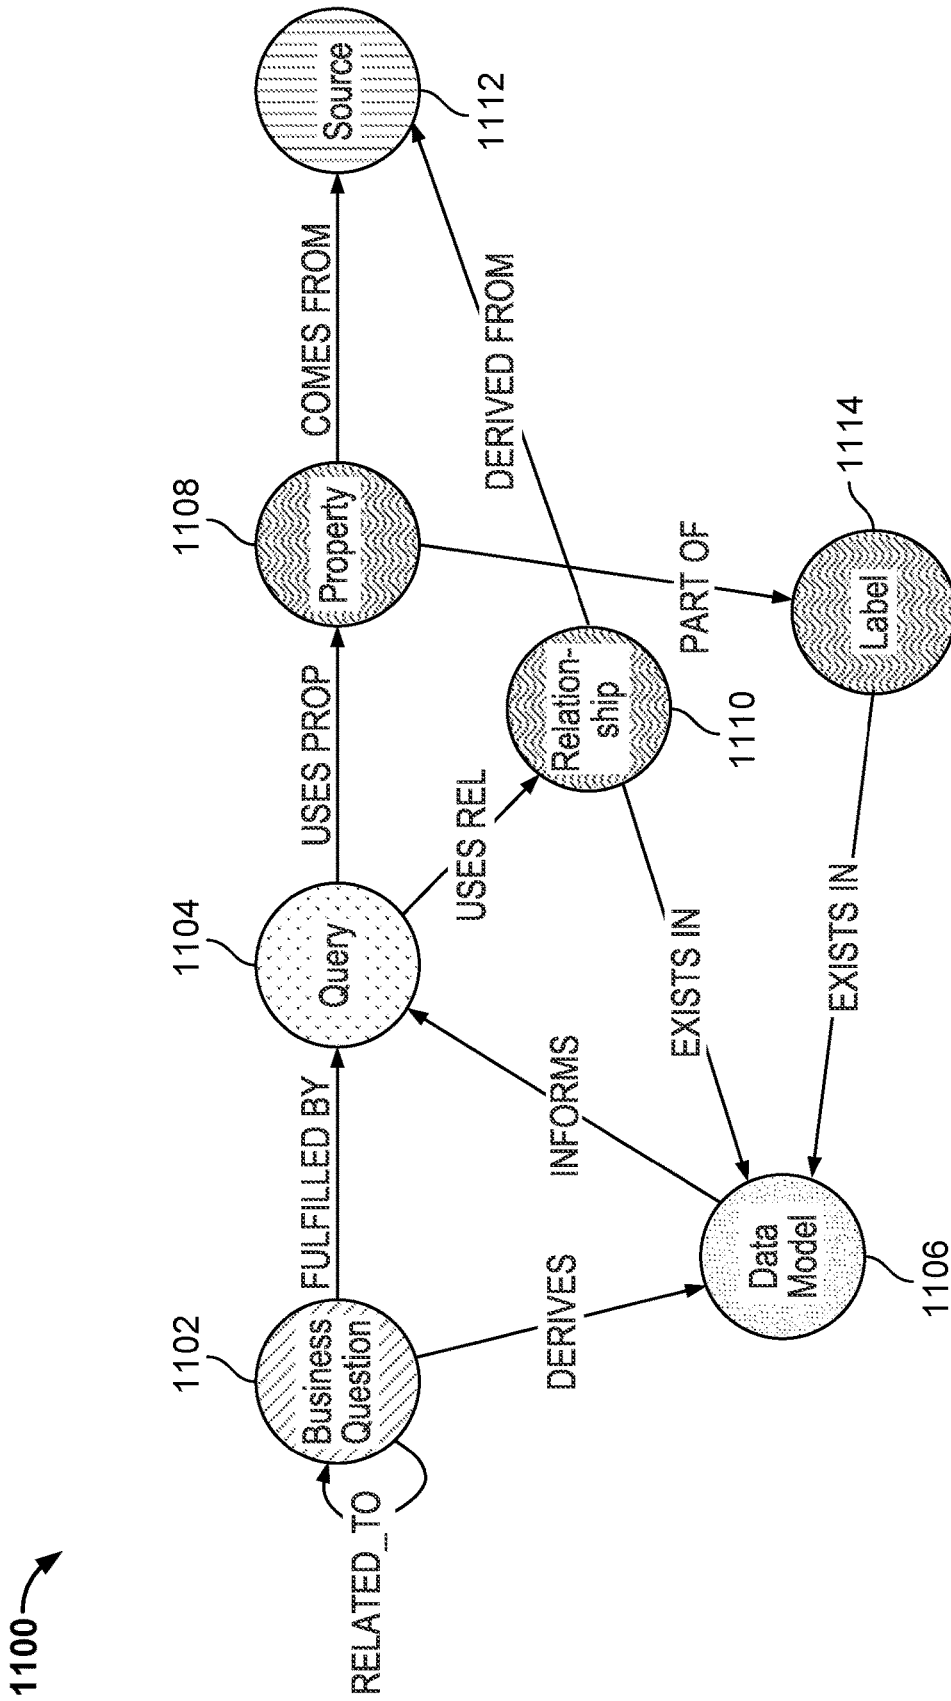 1100
1102
1104
1108
Business
Question
FULFILLED BY
Query
USES PROP
Property
COMES FROM
Source
1112
RELATED_TO
DERIVES
INFORMS
USES REL
DERIVED FROM
Relation-
ship
1110
EXISTS IN
PART OF
Data
Model
1106
EXISTS IN
Label
1114